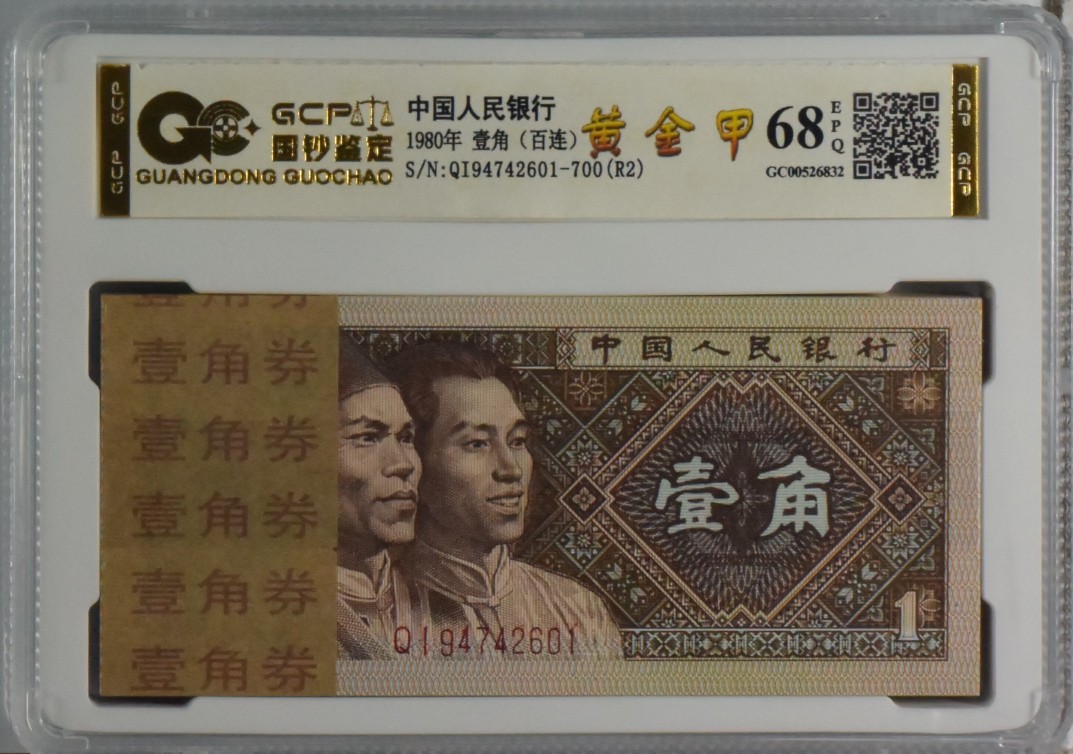 GCP
国钞鉴定
GUANGDONG GUOCHAO
中国人民银行
1980年 壹角（百连）
S/N:QI94742601-700(R2)
黄金甲
68
EPQ
GC00526832
GCP
GCP
GCP
GCP
壹角券
壹角券
壹角券
壹角券
壹角券
壹角券
中国人民银行
壹角
1
QI94742601